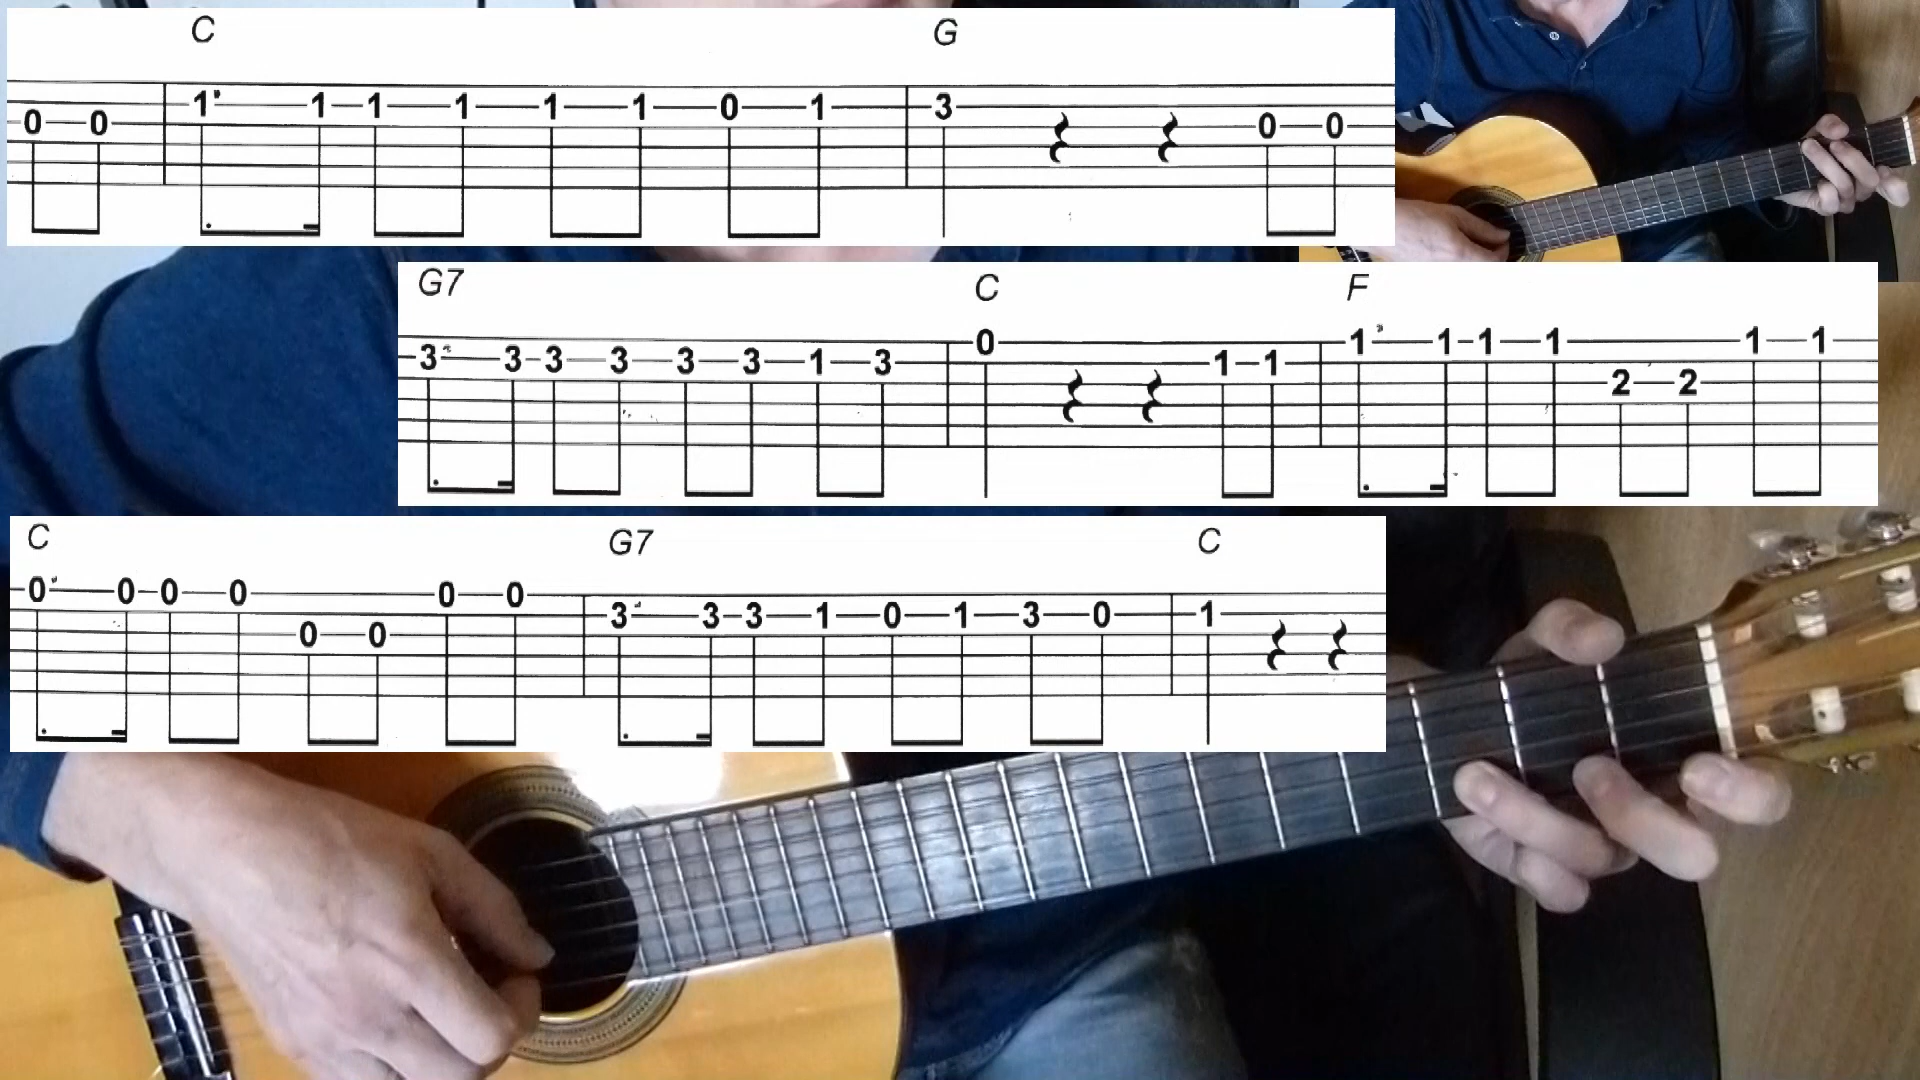 C G
0 0 1 1 1 1 1 1 0 1 3 0 0
G7 C F
3 3 3 3 3 3 1 3 0 1 1 1 1 1 1 2 2 1 1
C G7 C
0 0 0 0 0 0 0 0 3 3 3 1 0 1 3 0 1